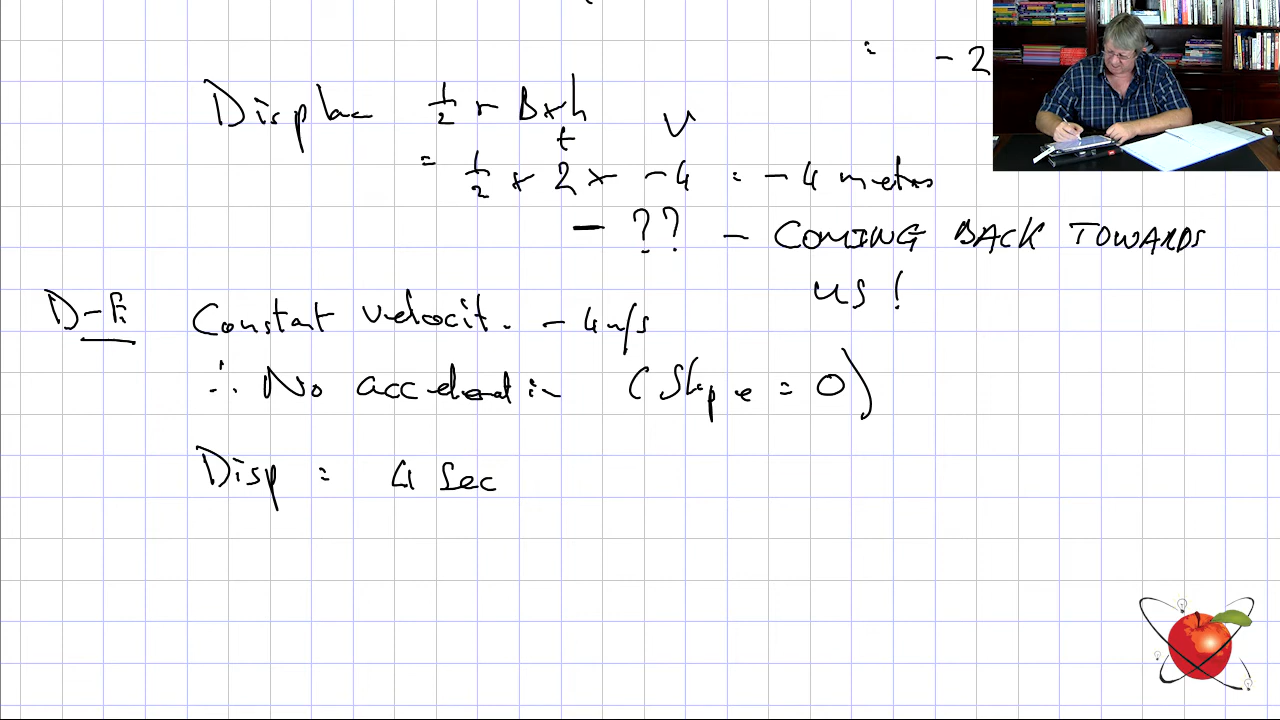 = -2
Displac 1/2 x B x h
t v
= 1/2 x 2 x -4 = -4 metres
- ?? - COMING BACK TOWARDS
us!
D-E Constant velocit. - 4m/s
∴ No acceleration (Slope = 0)
Disp = 4 Sec